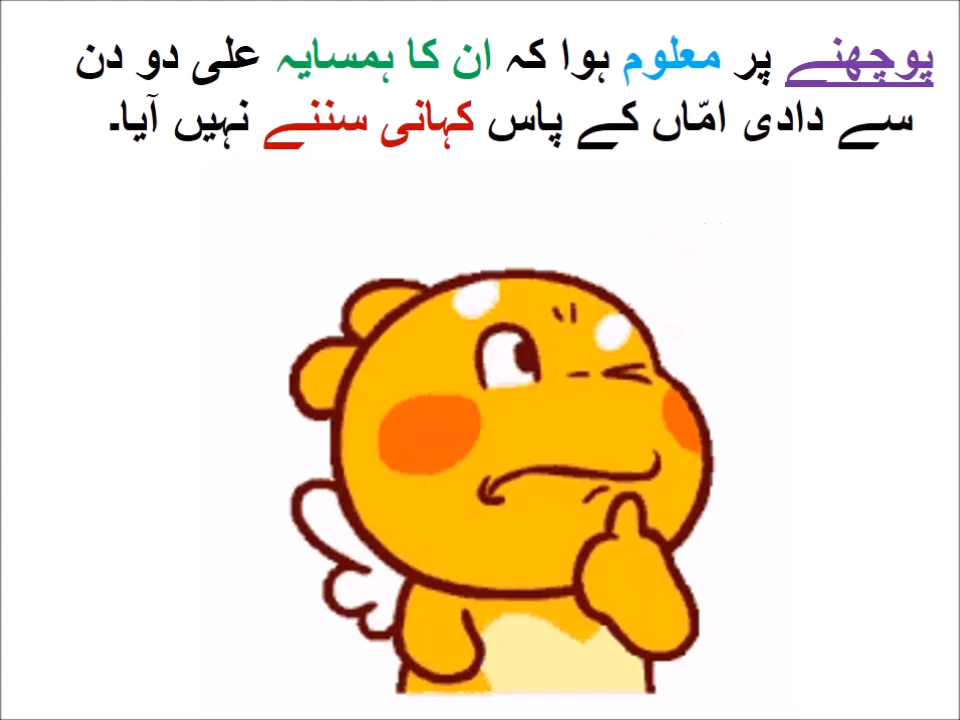 پوچھنے پر معلوم ہوا کہ ان کا ہمسایہ علی دو دن
سے دادی امّاں کے پاس کہانی سننے نہیں آیا۔